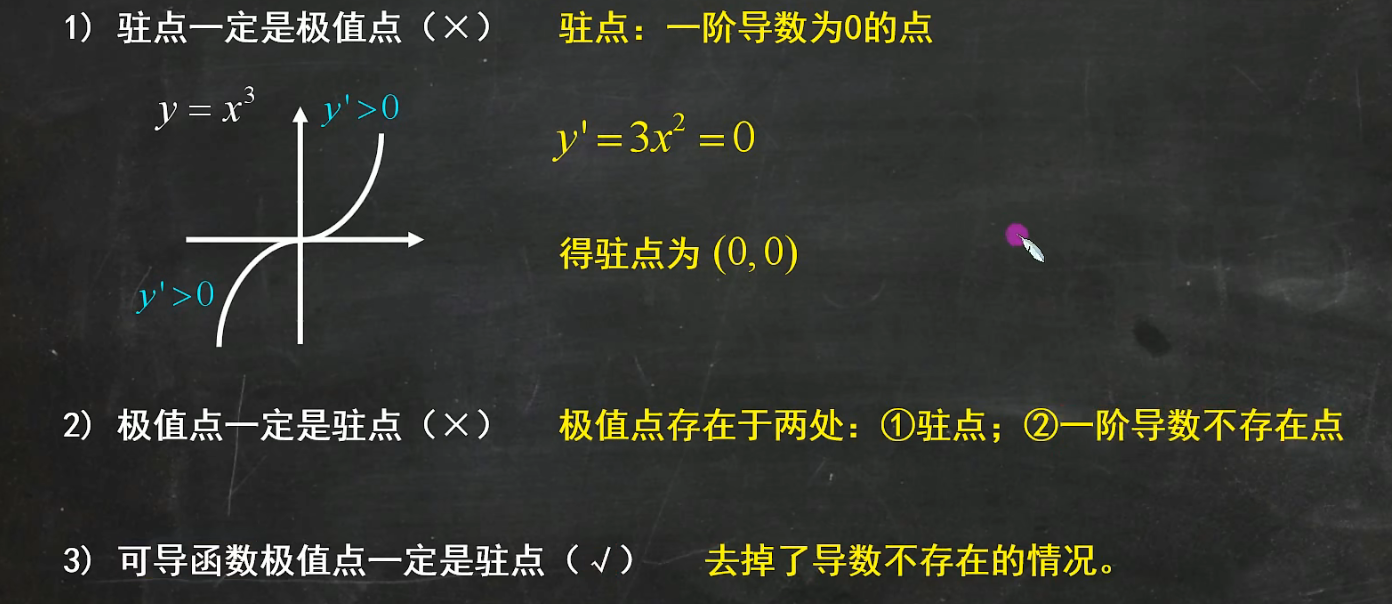 1) 驻点一定是极值点（×） 驻点：一阶导数为0的点
y = x³ y'>0
y' = 3x² = 0
得驻点为 (0, 0)
y'>0
2) 极值点一定是驻点（×） 极值点存在于两处：①驻点；②一阶导数不存在点
3) 可导函数极值点一定是驻点（√） 去掉了导数不存在的情况。